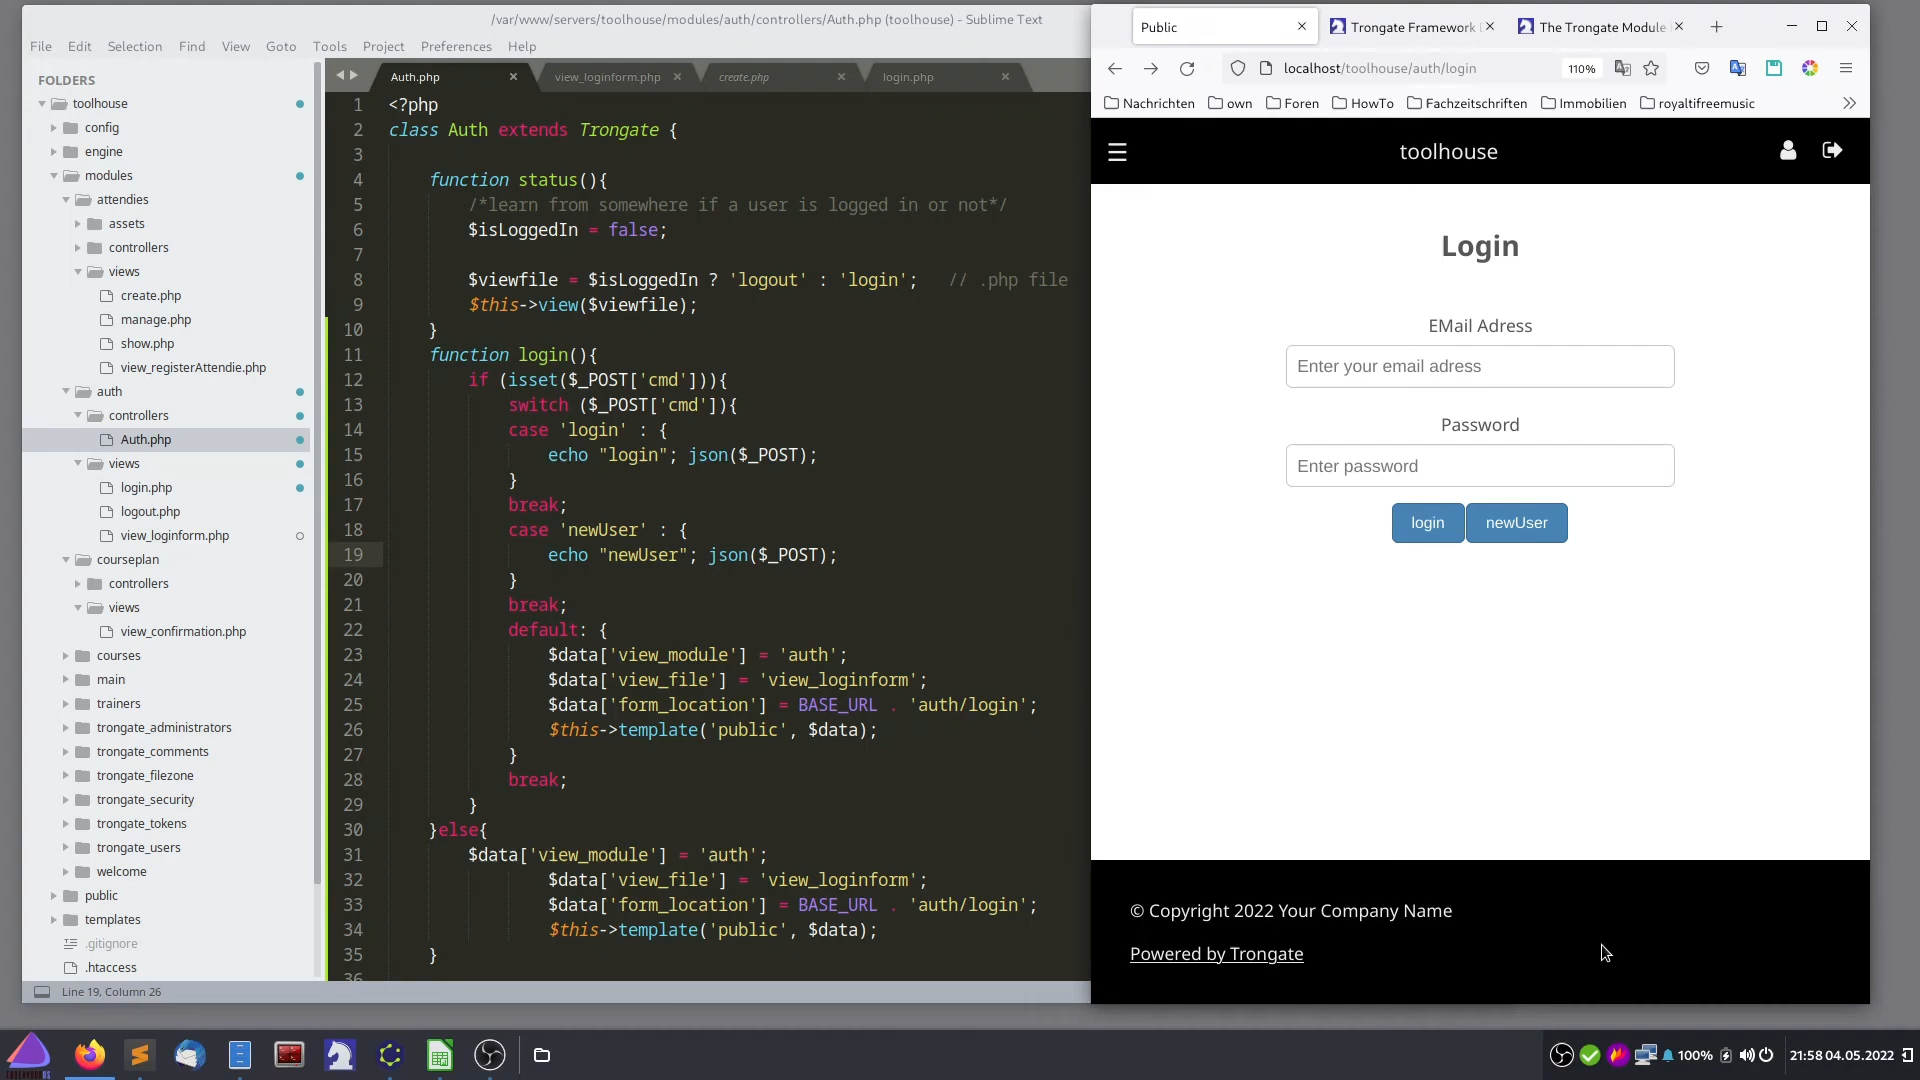 /var/www/servers/toolhouse/modules/auth/controllers/Auth.php (toolhouse) - Sublime Text
File Edit Selection Find View Goto Tools Project Preferences Help
FOLDERS
toolhouse
config
engine
modules
attendies
assets
controllers
views
create.php
manage.php
show.php
view_registerAttendie.php
auth
controllers
Auth.php
views
login.php
logout.php
view_loginform.php
courseplan
controllers
views
view_confirmation.php
courses
main
trainers
trongate_administrators
trongate_comments
trongate_filezone
trongate_security
trongate_tokens
trongate_users
welcome
public
templates
.gitignore
.htaccess
Auth.php view_loginform.php create.php login.php
1 <?php
2 class Auth extends Trongate {
3
4 function status(){
5 /*learn from somewhere if a user is logged in or not*/
6 $isLoggedIn = false;
7
8 $viewfile = $isLoggedIn ? 'logout' : 'login'; // .php file
9 $this->view($viewfile);
10 }
11 function login(){
12 if (isset($_POST['cmd'])){
13 switch ($_POST['cmd']){
14 case 'login' : {
15 echo "login"; json($_POST);
16 }
17 break;
18 case 'newUser' : {
19 echo "newUser"; json($_POST);
20 }
21 break;
22 default: {
23 $data['view_module'] = 'auth';
24 $data['view_file'] = 'view_loginform';
25 $data['form_location'] = BASE_URL . 'auth/login';
26 $this->template('public', $data);
27 }
28 break;
29 }
30 }else{
31 $data['view_module'] = 'auth';
32 $data['view_file'] = 'view_loginform';
33 $data['form_location'] = BASE_URL . 'auth/login';
34 $this->template('public', $data);
35 }
36
Line 19, Column 26
Public Trongate Framework The Trongate Module
localhost/toolhouse/auth/login 110%
Nachrichten own Foren HowTo Fachzeitschriften Immobilien royaltifreemusic
toolhouse
Login
EMail Adress
Enter your email adress
Password
Enter password
login newUser
© Copyright 2022 Your Company Name
Powered by Trongate
100% 21:58 04.05.2022